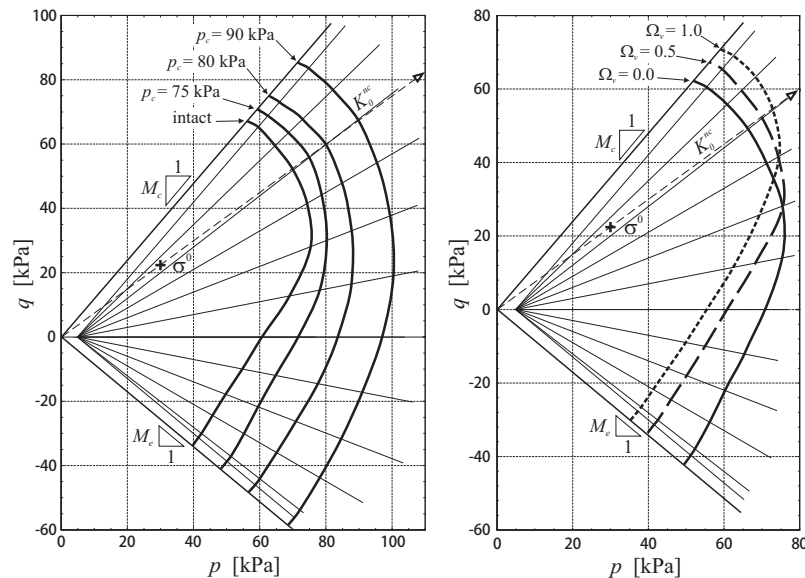 100
80
60
40
20
0
-20
-40
-60
q [kPa]
0 20 40 60 80 100
p [kPa]
p_c = 90 kPa
p_c = 80 kPa
p_c = 75 kPa
intact
K_0^{nc}
1
M_c
σ^0
M_e
1
80
60
40
20
0
-20
-40
-60
q [kPa]
0 20 40 60 80
p [kPa]
Ω_v = 1.0
Ω_v = 0.5
Ω_v = 0.0
K_0^{nc}
1
M_c
σ^0
M_e
1